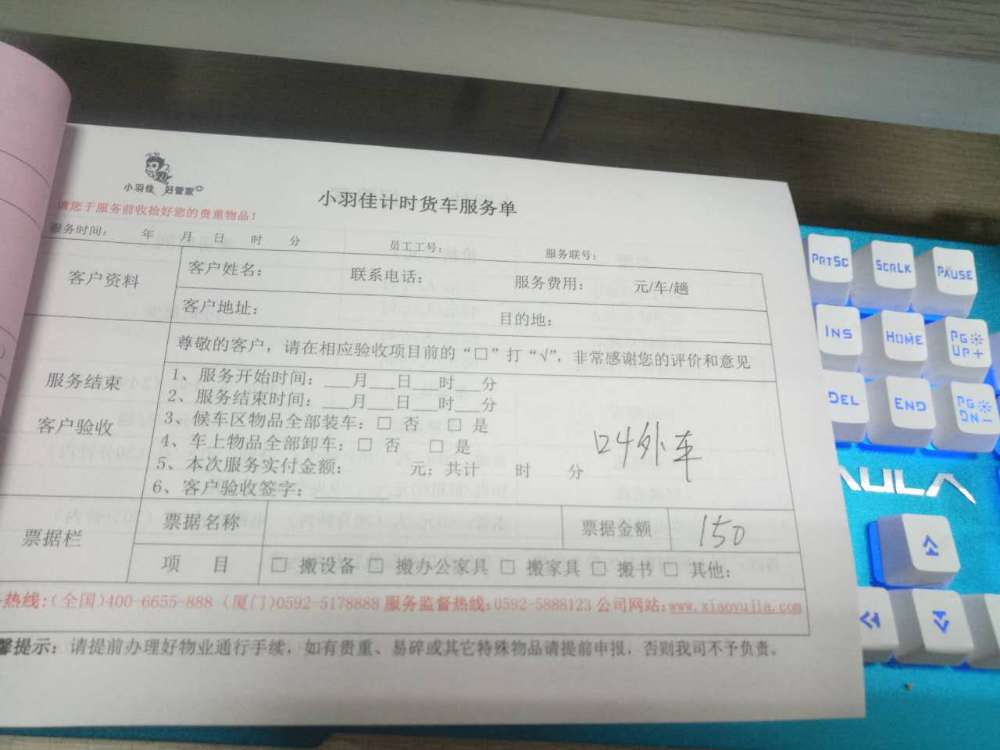 小羽佳 好管家
请您于服务前收捡好您的贵重物品！
小羽佳计时货车服务单
服务时间： 年 月 日 时 分 员工工号： 服务联号：
客户资料
客户姓名： 联系电话： 服务费用： 元/车/趟
客户地址： 目的地：
服务结束
客户验收
尊敬的客户，请在相应验收项目前的“□”打“√”，非常感谢您的评价和意见
1、服务开始时间：___月___日___时___分
2、服务结束时间：___月___日___时___分
3、候车区物品全部装车：□ 否 □ 是
4、车上物品全部卸车：□ 否 □ 是
5、本次服务实付金额： 元；共计 时 分
6、客户验收签字：
叫外车
票据栏
票据名称 票据金额 150
项 目 □ 搬设备 □ 搬办公家具 □ 搬家具 □ 搬书 □ 其他：
热线：（全国）400-6655-888 （厦门）0592-5178888 服务监督热线：0592-5888123 公司网站：www.xiaoyujia.com
馨提示：请提前办理好物业通行手续，如有贵重、易碎或其它特殊物品请提前申报，否则我司不予负责。
PRTSC SCRLK PAUSE
INS HOME PG UP+
DEL END PG DN-
AULA